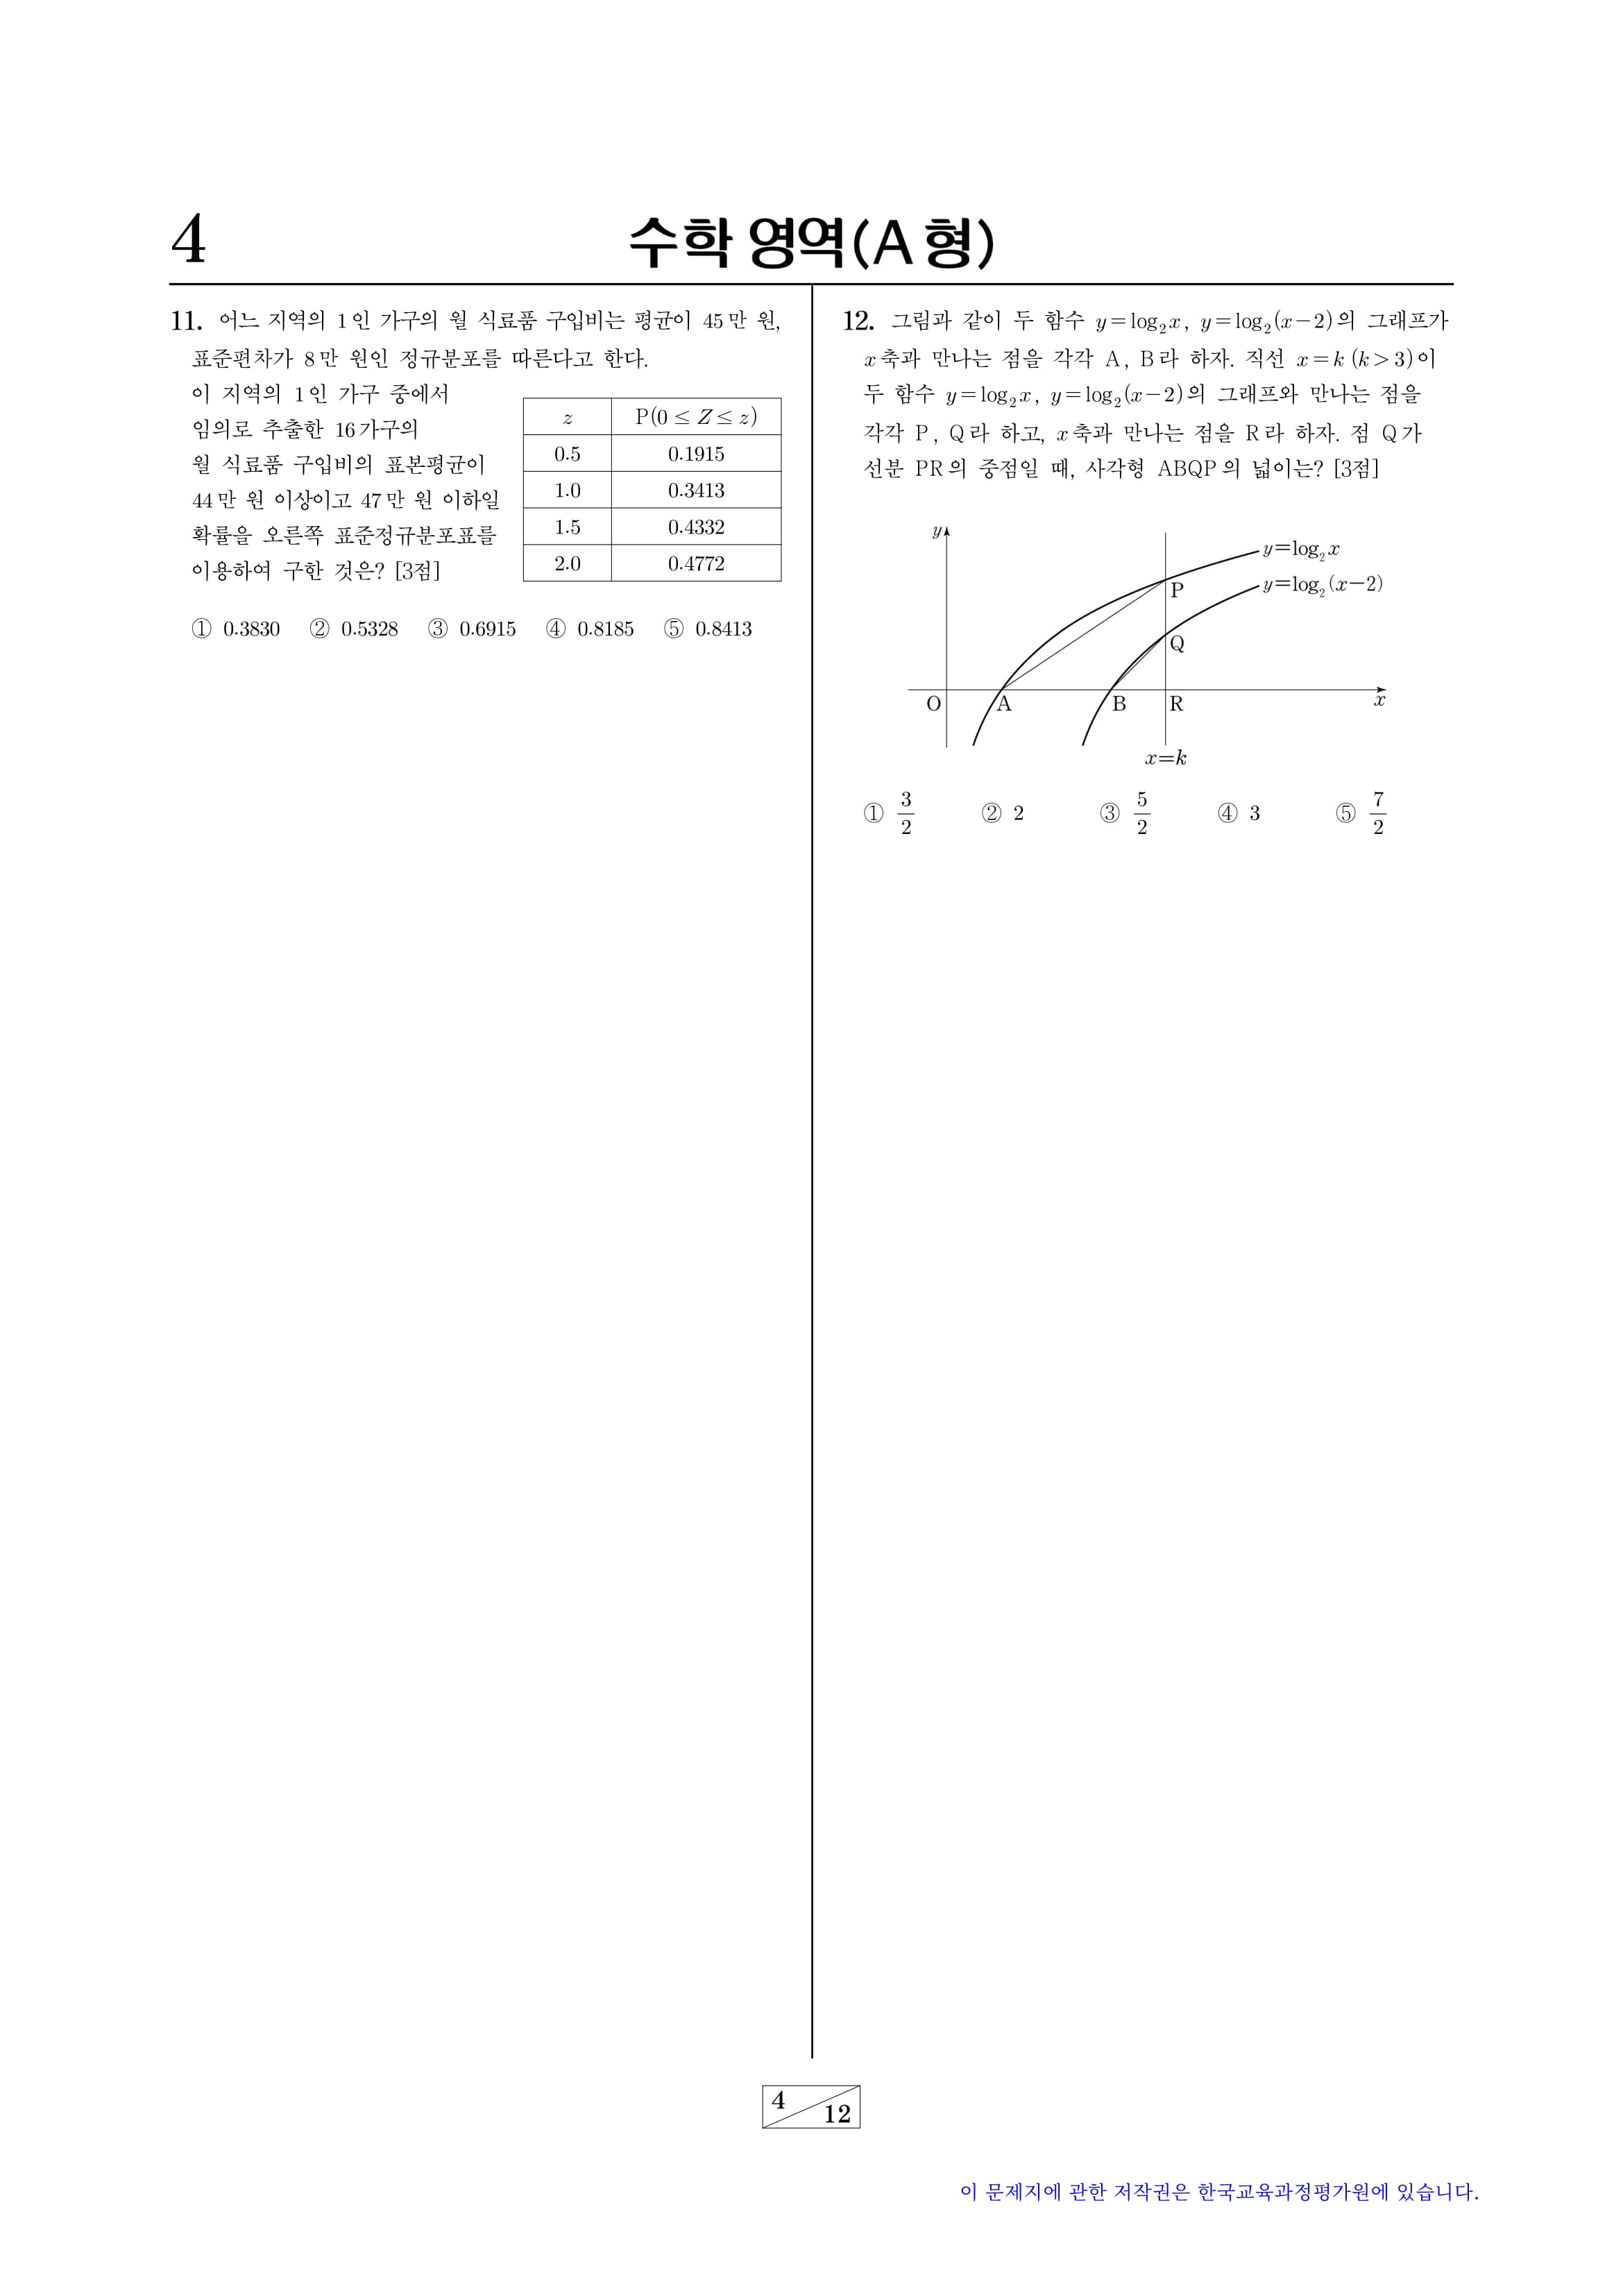 4
수학 영역(A 형)
11. 어느 지역의 1인 가구의 월 식료품 구입비는 평균이 45만 원,
표준편차가 8만 원인 정규분포를 따른다고 한다.
이 지역의 1인 가구 중에서
임의로 추출한 16가구의
월 식료품 구입비의 표본평균이
44만 원 이상이고 47만 원 이하일
확률을 오른쪽 표준정규분포표를
이용하여 구한 것은? [3점]
z P(0 ≤ Z ≤ z)
0.5 0.1915
1.0 0.3413
1.5 0.4332
2.0 0.4772
① 0.3830 ② 0.5328 ③ 0.6915 ④ 0.8185 ⑤ 0.8413
12. 그림과 같이 두 함수 y=log₂x, y=log₂(x-2)의 그래프가
x축과 만나는 점을 각각 A, B라 하자. 직선 x=k (k>3)이
두 함수 y=log₂x, y=log₂(x-2)의 그래프와 만나는 점을
각각 P, Q라 하고, x축과 만나는 점을 R라 하자. 점 Q가
선분 PR의 중점일 때, 사각형 ABQP의 넓이는? [3점]
y
y=log₂x
y=log₂(x-2)
P
Q
O A B R x
x=k
① 3/2 ② 2 ③ 5/2 ④ 3 ⑤ 7/2
4 12
이 문제지에 관한 저작권은 한국교육과정평가원에 있습니다.